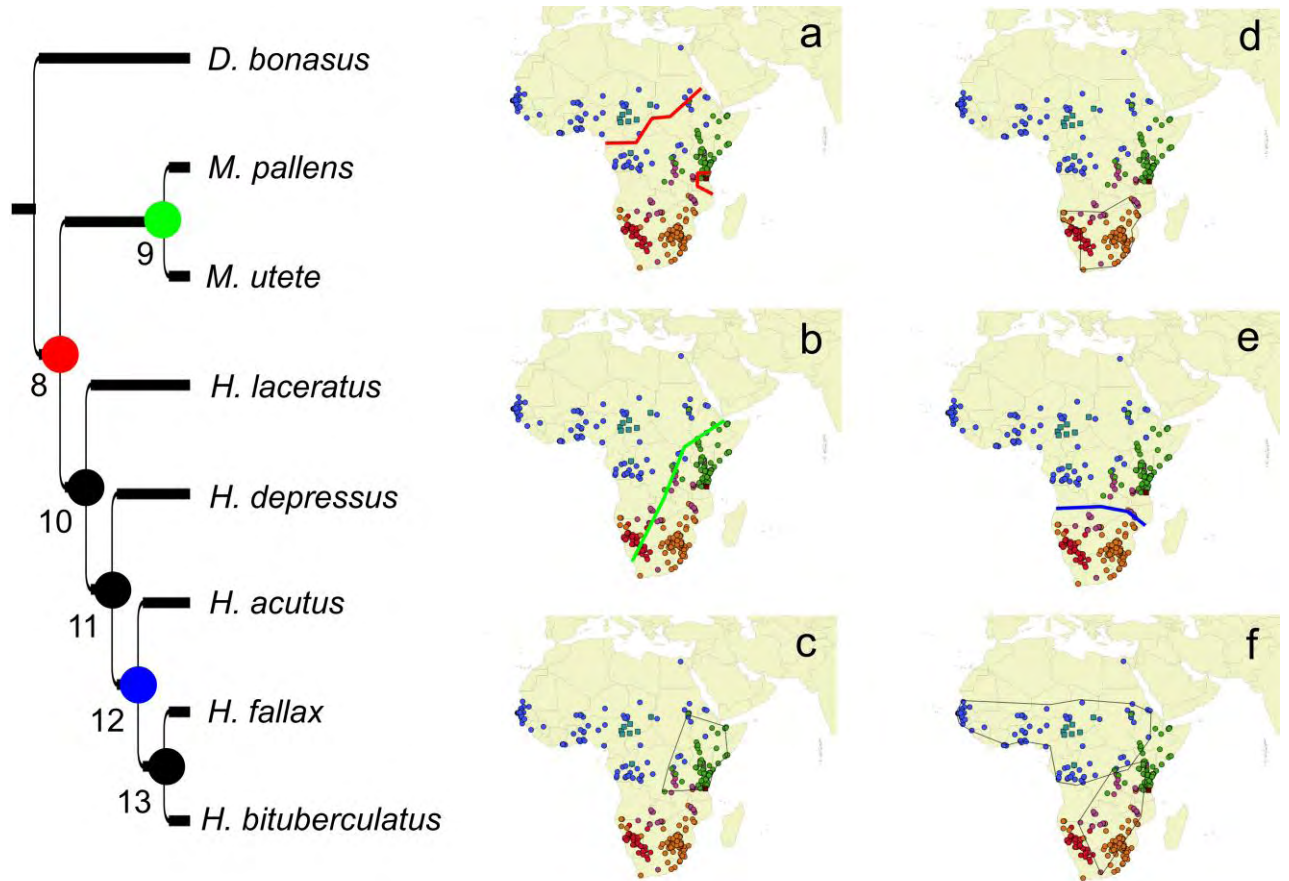 D. bonasus
M. pallens
9
M. utete
8
H. laceratus
10
H. depressus
11
H. acutus
12
H. fallax
13
H. bituberculatus
a
d
b
e
c
f